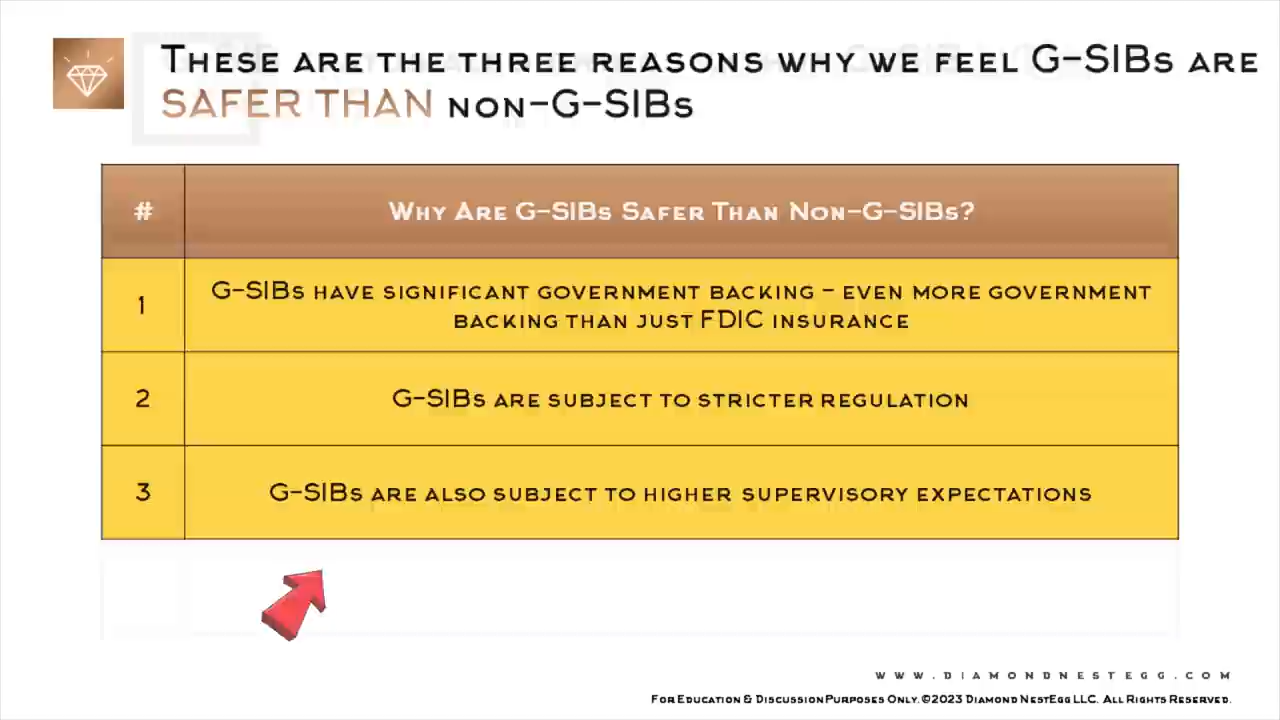 These are the three reasons why we feel G-SIBs are
safer than non-G-SIBs
# Why Are G-SIBs Safer Than Non-G-SIBs?
1 G-SIBs have significant government backing – even more government
backing than just FDIC insurance
2 G-SIBs are subject to stricter regulation
3 G-SIBs are also subject to higher supervisory expectations
www.diamondnestegg.com
For Education & Discussion Purposes Only. ©2023 Diamond NestEgg LLC. All Rights Reserved.